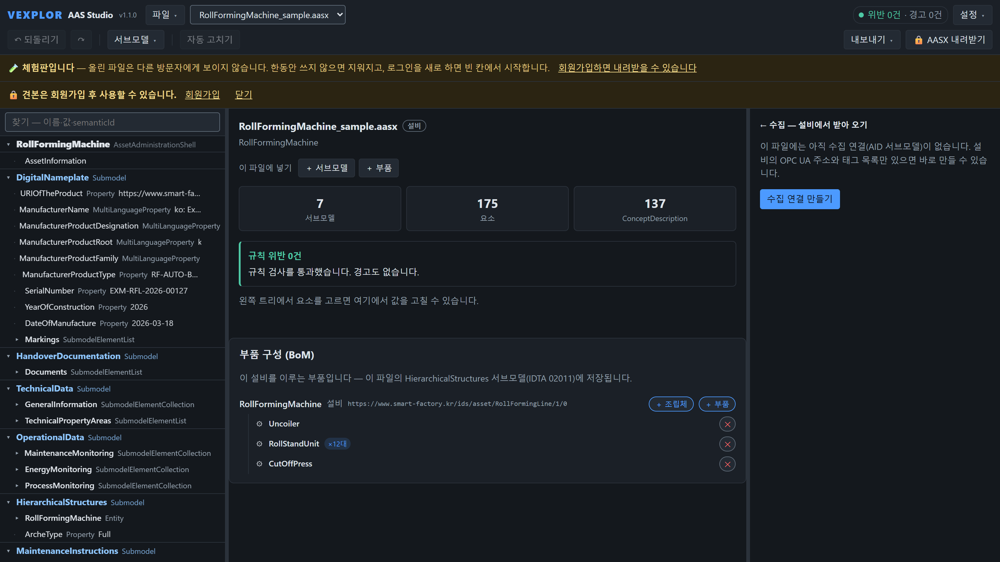 VEXPLOR AAS Studio v1.1.0 파일 RollFormingMachine_sample.aasx 위반 0건 · 경고 0건 설정
되돌리기 서브모델 자동 고치기 내보내기 AASX 내려받기
체험판입니다 — 올린 파일은 다른 방문자에게 보이지 않습니다. 한동안 쓰지 않으면 지워지고, 로그인을 새로 하면 빈 칸에서 시작합니다. 회원가입하면 내려받을 수 있습니다
견본은 회원가입 후 사용할 수 있습니다. 회원가입 닫기
찾기 — 이름·값·semanticId
RollFormingMachine AssetAdministrationShell
AssetInformation
DigitalNameplate Submodel
URIOfTheProduct Property https://www.smart-fa...
ManufacturerName MultiLanguageProperty ko: Ex...
ManufacturerProductDesignation MultiLanguageProperty
ManufacturerProductRoot MultiLanguageProperty k
ManufacturerProductFamily MultiLanguageProperty
ManufacturerProductType Property RF-AUTO-B...
SerialNumber Property EXM-RFL-2026-00127
YearOfConstruction Property 2026
DateOfManufacture Property 2026-03-18
Markings SubmodelElementList
HandoverDocumentation Submodel
Documents SubmodelElementList
TechnicalData Submodel
GeneralInformation SubmodelElementCollection
TechnicalPropertyAreas SubmodelElementList
OperationalData Submodel
MaintenanceMonitoring SubmodelElementCollection
EnergyMonitoring SubmodelElementCollection
ProcessMonitoring SubmodelElementCollection
HierarchicalStructures Submodel
RollFormingMachine Entity
ArcheType Property Full
MaintenanceInstructions Submodel
RollFormingMachine_sample.aasx 설비
RollFormingMachine
이 파일에 넣기 + 서브모델 + 부품
7
서브모델
175
요소
137
ConceptDescription
규칙 위반 0건
규칙 검사를 통과했습니다. 경고도 없습니다.
왼쪽 트리에서 요소를 고르면 여기에서 값을 고칠 수 있습니다.
부품 구성 (BoM)
이 설비를 이루는 부품입니다 — 이 파일의 HierarchicalStructures 서브모델(IDTA 02011)에 저장됩니다.
RollFormingMachine 설비 https://www.smart-factory.kr/ids/asset/RollFormingLine/1/0 + 조립체 + 부품
Uncoiler
RollStandUnit ×12대
CutOffPress
← 수집 — 설비에서 받아 오기
이 파일에는 아직 수집 연결(AID 서브모델)이 없습니다. 설
비의 OPC UA 주소와 태그 목록만 있으면 바로 만들 수 있습
니다.
수집 연결 만들기